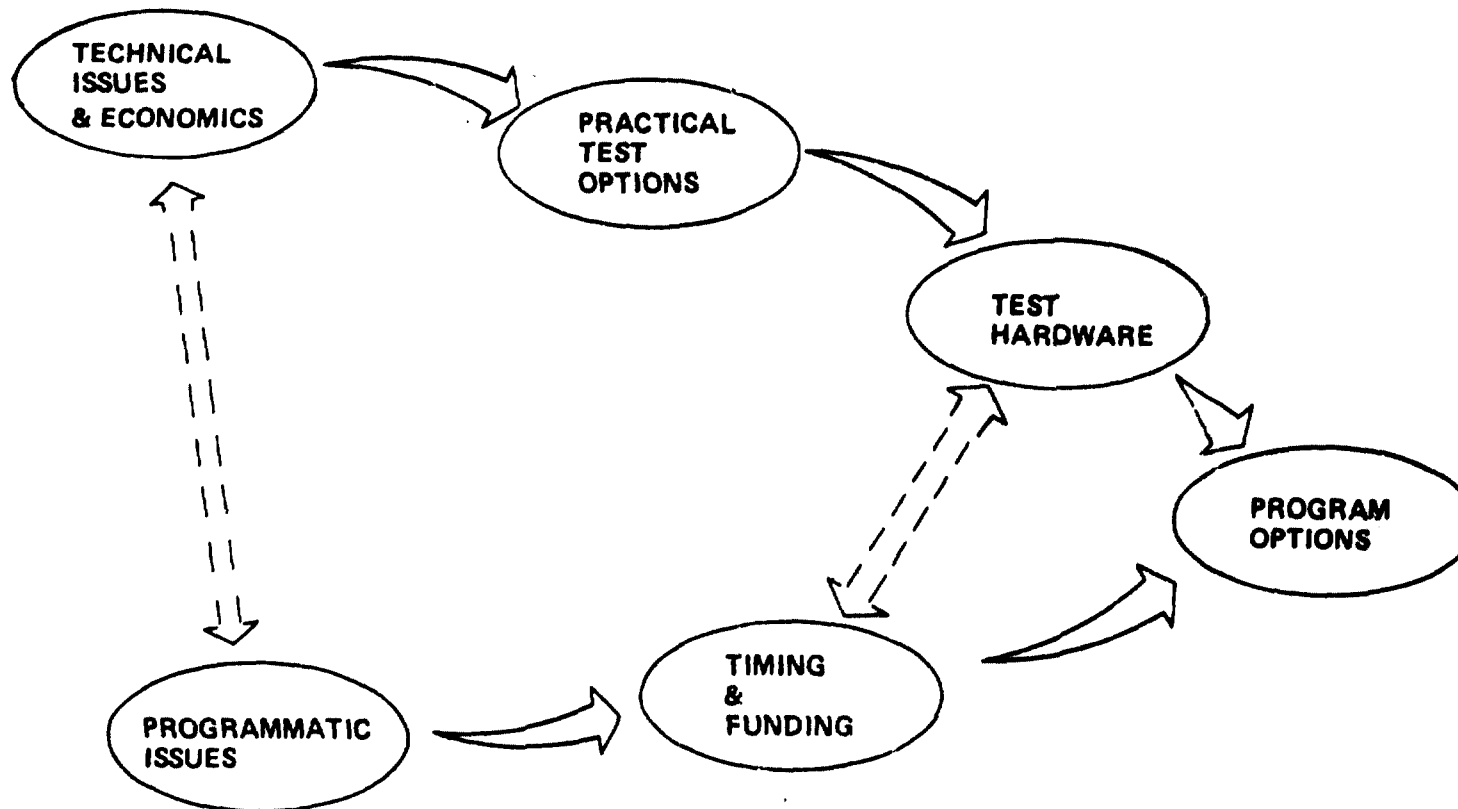 TECHNICAL
ISSUES
& ECONOMICS
PRACTICAL
TEST
OPTIONS
TEST
HARDWARE
PROGRAM
OPTIONS
TIMING
&
FUNDING
PROGRAMMATIC
ISSUES